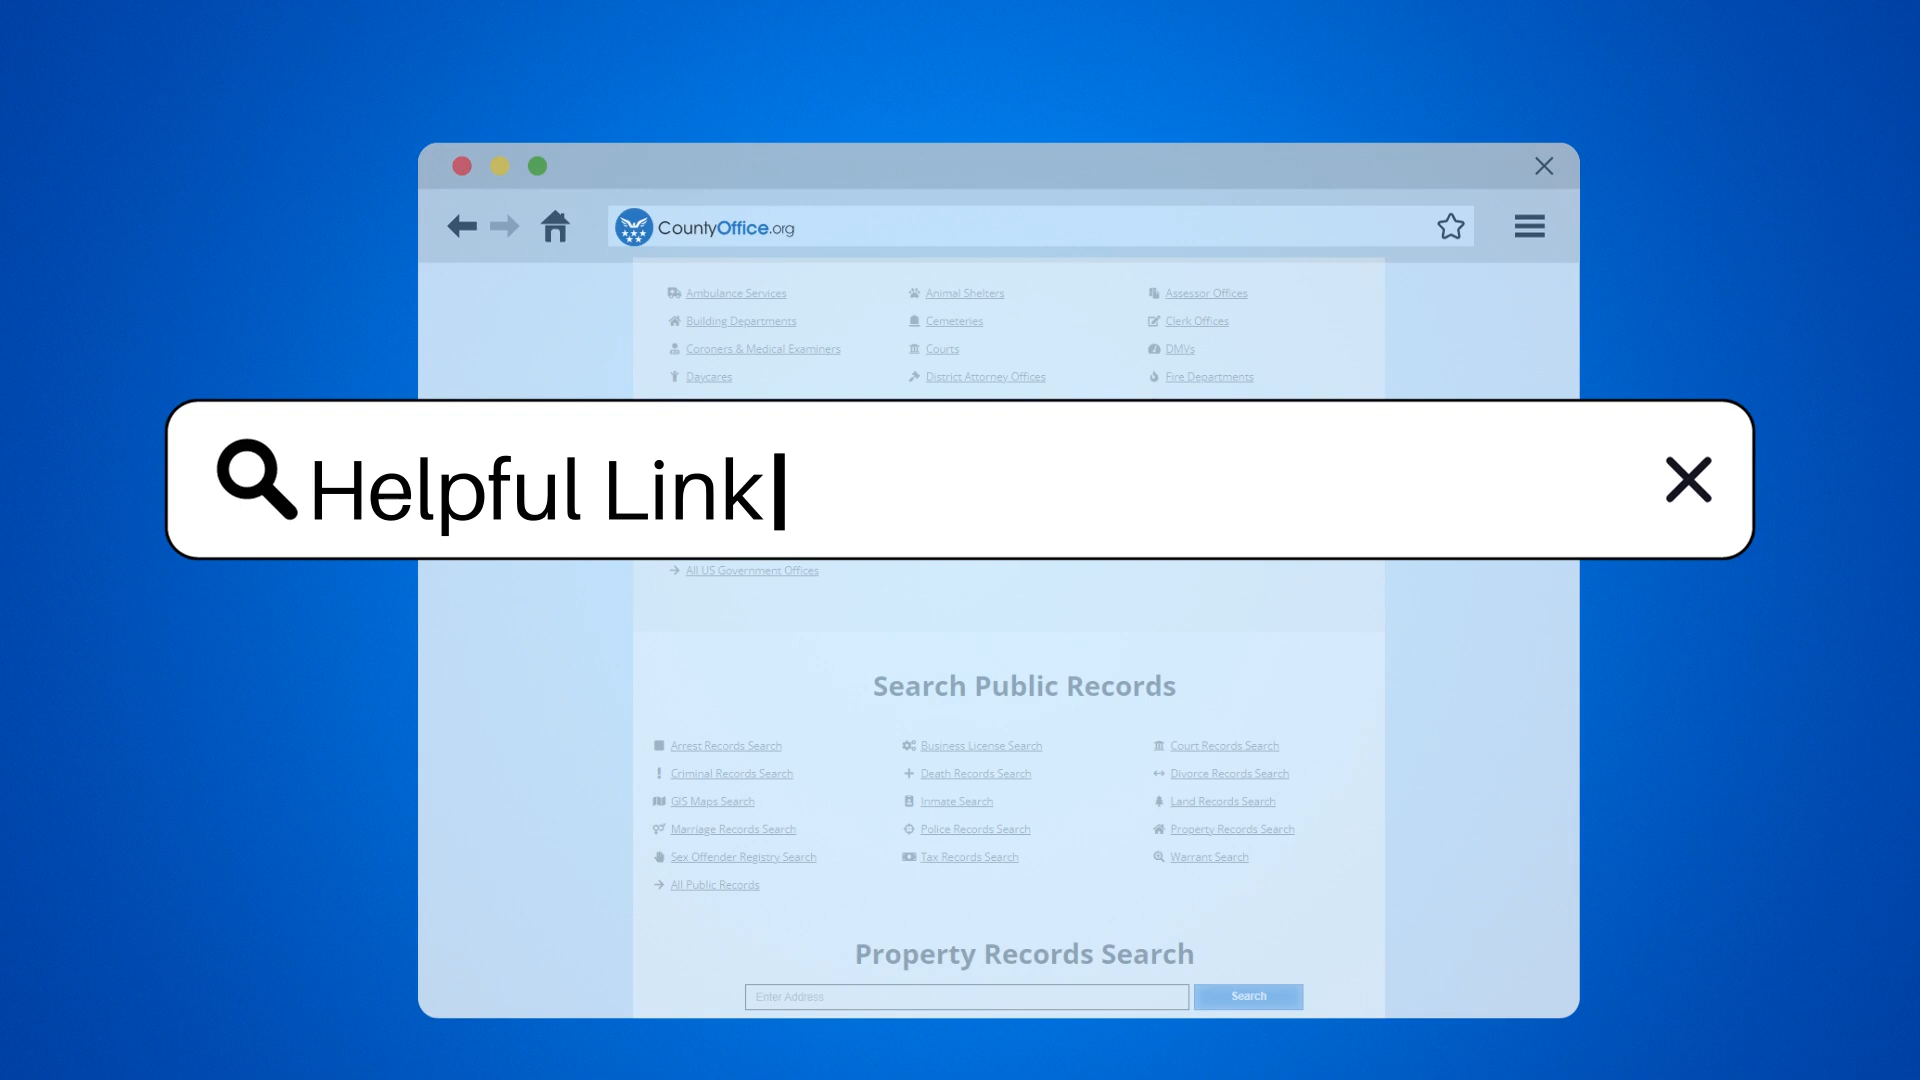 CountyOffice.org
Ambulance Services Animal Shelters Assessor Offices
Building Departments Cemeteries Clerk Offices
Coroners & Medical Examiners Courts DMVs
Daycares District Attorney Offices Fire Departments
Helpful Link
All US Government Offices
Search Public Records
Arrest Records Search Business License Search Court Records Search
Criminal Records Search Death Records Search Divorce Records Search
GIS Maps Search Inmate Search Land Records Search
Marriage Records Search Police Records Search Property Records Search
Sex Offender Registry Search Tax Records Search Warrant Search
All Public Records
Property Records Search
Enter Address Search